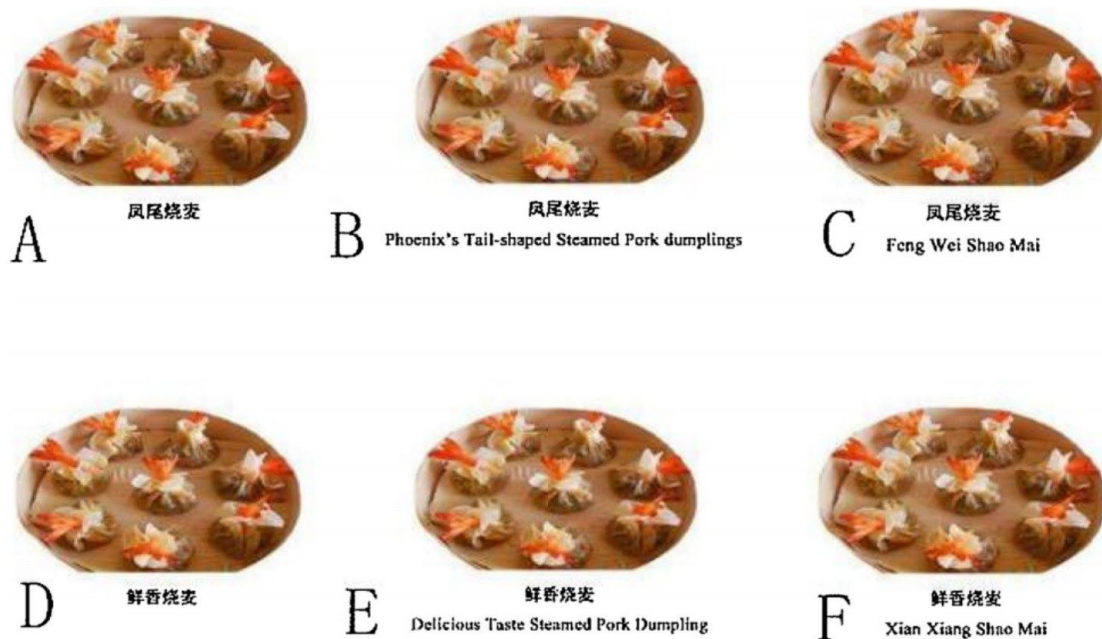 凤尾烧麦
凤尾烧麦
凤尾烧麦
A
B
Phoenix's Tail-shaped Steamed Pork dumplings
C
Feng Wei Shao Mai
鲜香烧麦
鲜香烧麦
鲜香烧麦
D
E
Delicious Taste Steamed Pork Dumpling
F
Xian Xiang Shao Mai